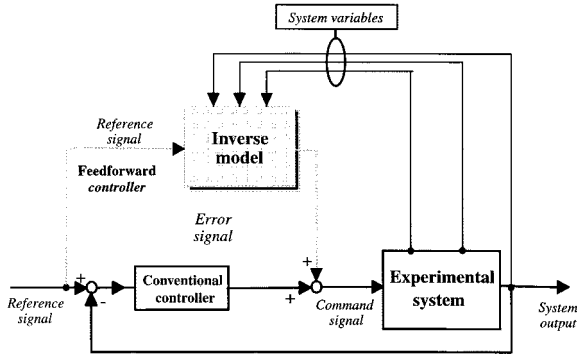 System variables
Reference
signal
Inverse
model
Feedforward
controller
Error
signal
+
+
-
Conventional
controller
+
Experimental
system
Reference
signal
Command
signal
System
output